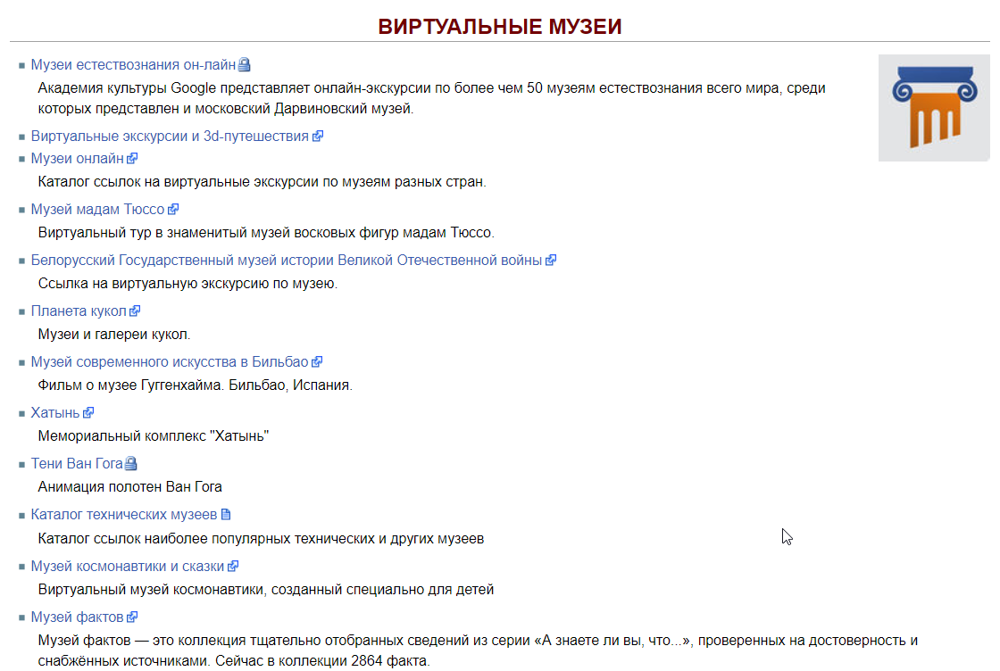 ВИРТУАЛЬНЫЕ МУЗЕИ
Музеи естествознания он-лайн
Академия культуры Google представляет онлайн-экскурсии по более чем 50 музеям естествознания всего мира, среди
которых представлен и московский Дарвиновский музей.
Виртуальные экскурсии и 3d-путешествия
Музеи онлайн
Каталог ссылок на виртуальные экскурсии по музеям разных стран.
Музей мадам Тюссо
Виртуальный тур в знаменитый музей восковых фигур мадам Тюссо.
Белорусский Государственный музей истории Великой Отечественной войны
Ссылка на виртуальную экскурсию по музею.
Планета кукол
Музеи и галереи кукол.
Музей современного искусства в Бильбао
Фильм о музее Гуггенхайма. Бильбао, Испания.
Хатынь
Мемориальный комплекс "Хатынь"
Тени Ван Гога
Анимация полотен Ван Гога
Каталог технических музеев
Каталог ссылок наиболее популярных технических и других музеев
Музей космонавтики и сказки
Виртуальный музей космонавтики, созданный специально для детей
Музей фактов
Музей фактов — это коллекция тщательно отобранных сведений из серии «А знаете ли вы, что...», проверенных на достоверность и
снабжённых источниками. Сейчас в коллекции 2864 факта.